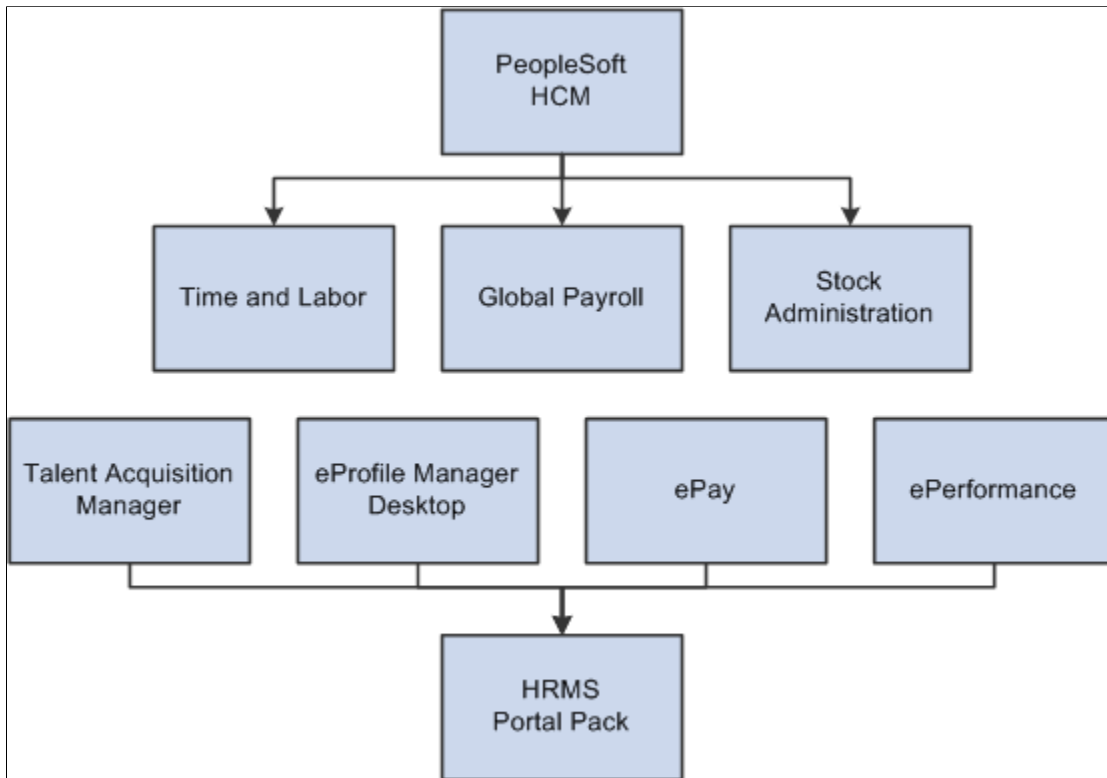 PeopleSoft
HCM
Time and Labor
Global Payroll
Stock
Administration
Talent Acquisition
Manager
eProfile Manager
Desktop
ePay
ePerformance
HRMS
Portal Pack